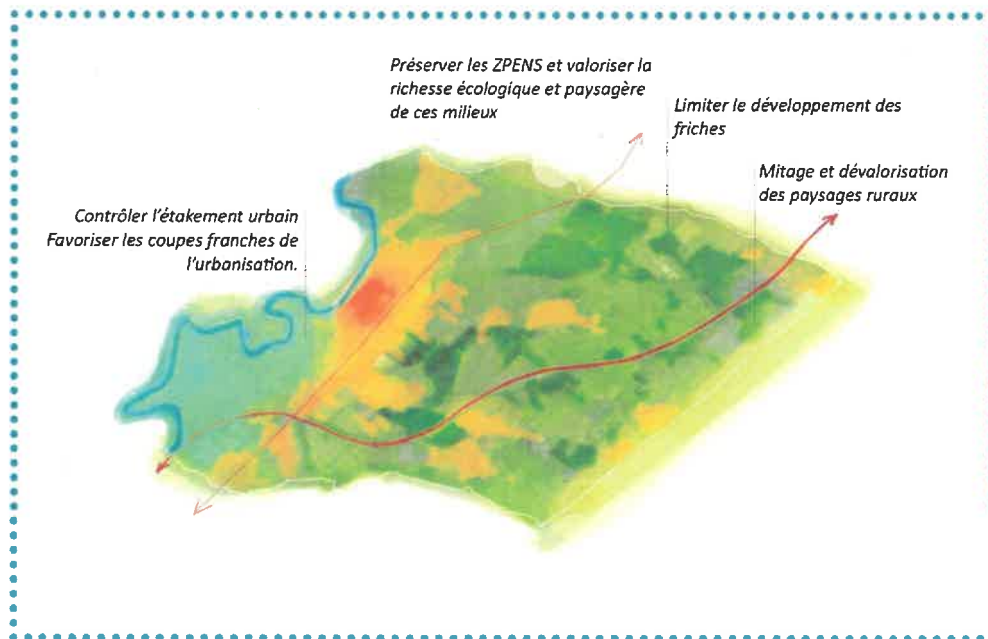 Préserver les ZPENS et valoriser la
richesse écologique et paysagère
de ces milieux
Limiter le développement des
friches
Mitage et dévalorisation
des paysages ruraux
Contrôler l'étakement urbain
Favoriser les coupes franches de
l'urbanisation.